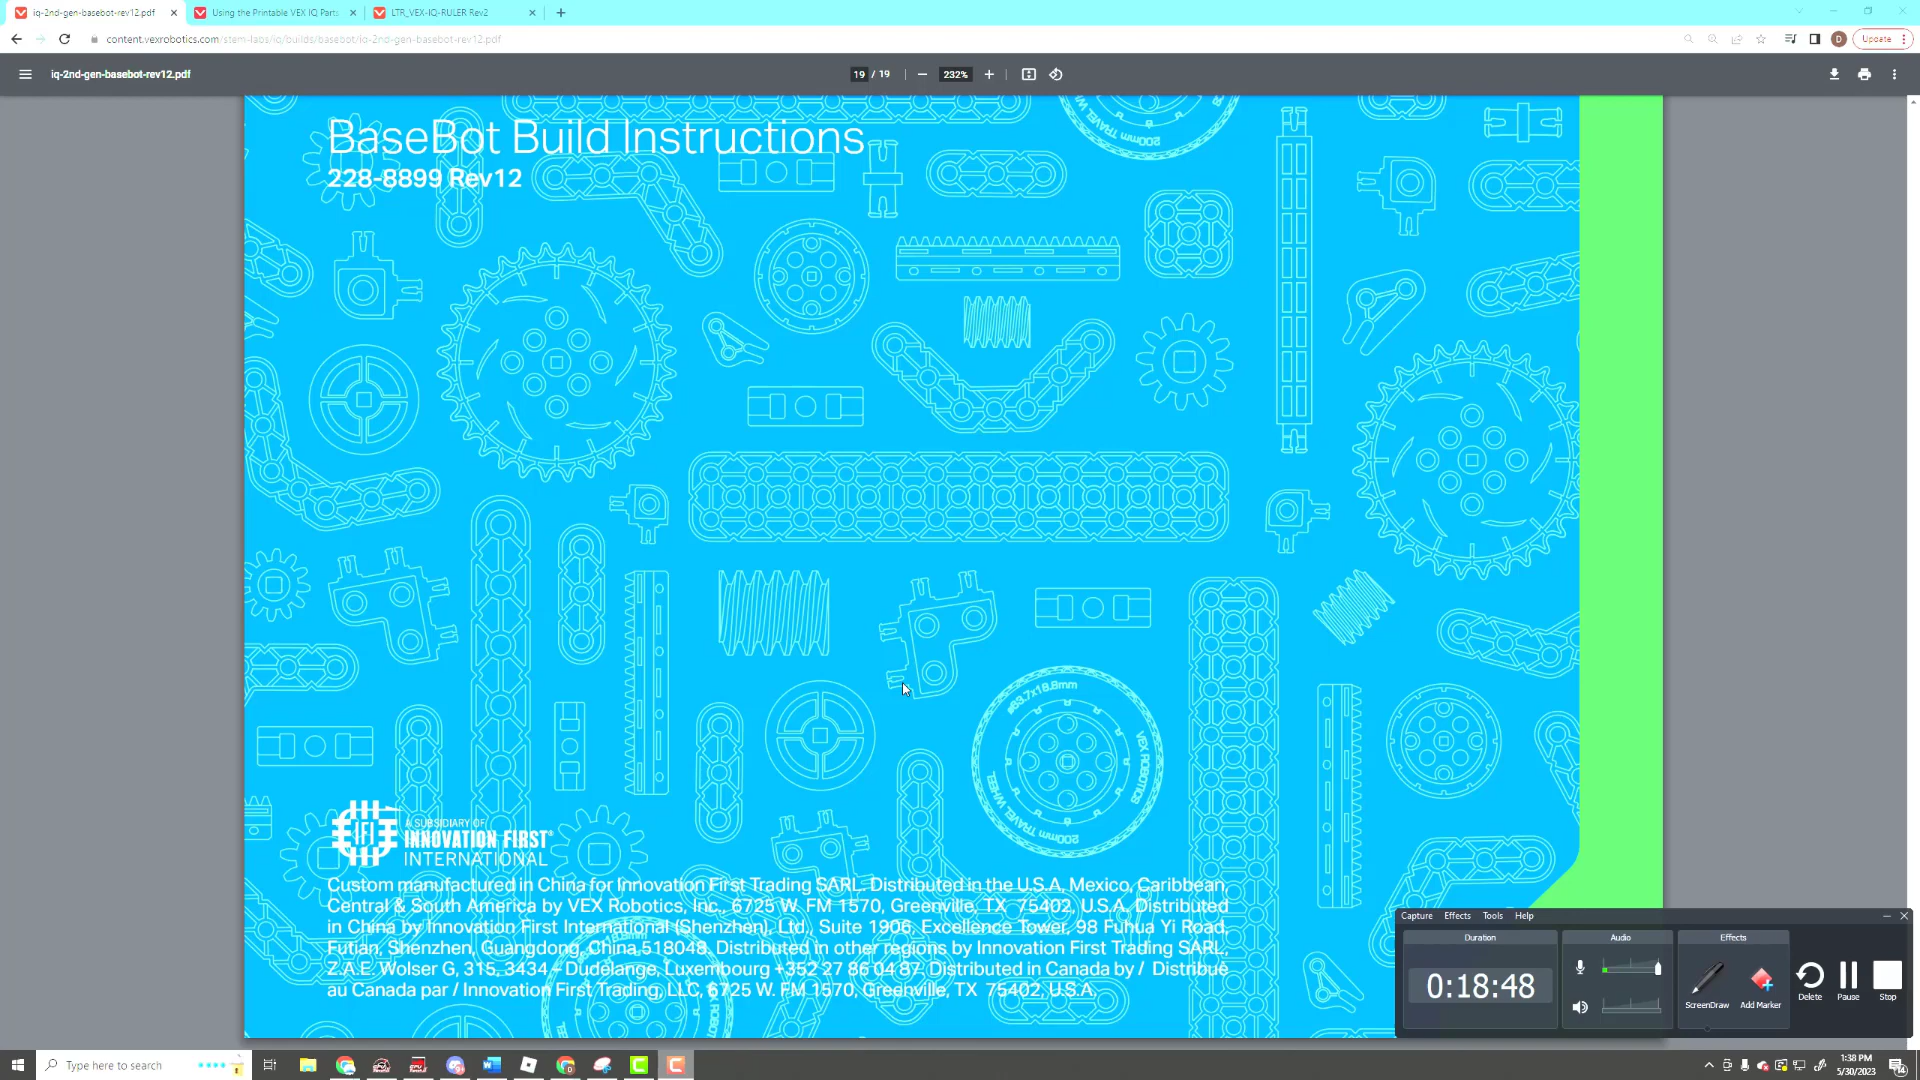 iq-2nd-gen-basebot-rev12.pdf
Using the Printable VEX IQ Parts
LTR_VEX-IQ-RULER Rev2
content.vexrobotics.com/stem-labs/iq/builds/basebot/iq-2nd-gen-basebot-rev12.pdf
D
Update
iq-2nd-gen-basebot-rev12.pdf
19 / 19
232%
BaseBot Build Instructions
228-8899 Rev12
200mm TRAVEL
ø63.7x18.8mm
VEX ROBOTICS
200mm TRAVEL WHEEL
IFI
A SUBSIDIARY OF
INNOVATION FIRST®
INTERNATIONAL
Custom manufactured in China for Innovation First Trading SARL. Distributed in the U.S.A, Mexico, Caribbean,
Central & South America by VEX Robotics, Inc., 6725 W. FM 1570, Greenville, TX 75402, U.S.A. Distributed
in China by Innovation First International (Shenzhen), Ltd., Suite 1906, Excellence Tower, 98 Fuhua Yi Road,
Futian, Shenzhen, Guangdong, China 518048. Distributed in other regions by Innovation First Trading SARL,
Z.A.E. Wolser G, 315, 3434 – Dudelange, Luxembourg +352 27 86 04 87. Distributed in Canada by / Distribué
au Canada par / Innovation First Trading, LLC, 6725 W. FM 1570, Greenville, TX 75402, U.S.A.
Capture Effects Tools Help
Duration
Audio
Effects
0:18:48
ScreenDraw
Add Marker
Delete
Pause
Stop
Type here to search
1:38 PM
5/30/2023